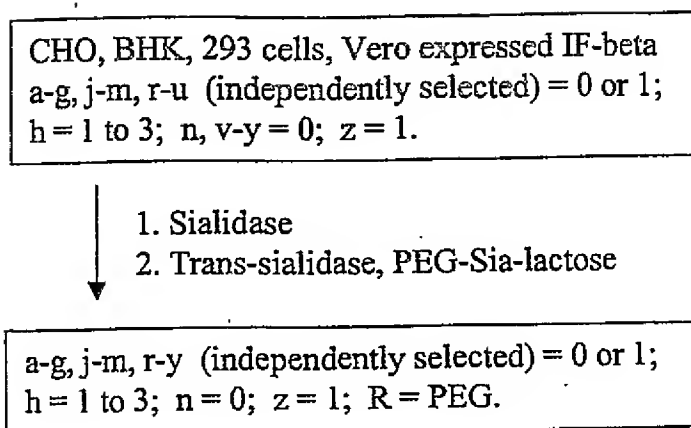 CHO, BHK, 293 cells, Vero expressed IF-beta
a-g, j-m, r-u (independently selected) = 0 or 1;
h = 1 to 3; n, v-y = 0; z = 1.
1. Sialidase
2. Trans-sialidase, PEG-Sia-lactose
a-g, j-m, r-y (independently selected) = 0 or 1;
h = 1 to 3; n = 0; z = 1; R = PEG.